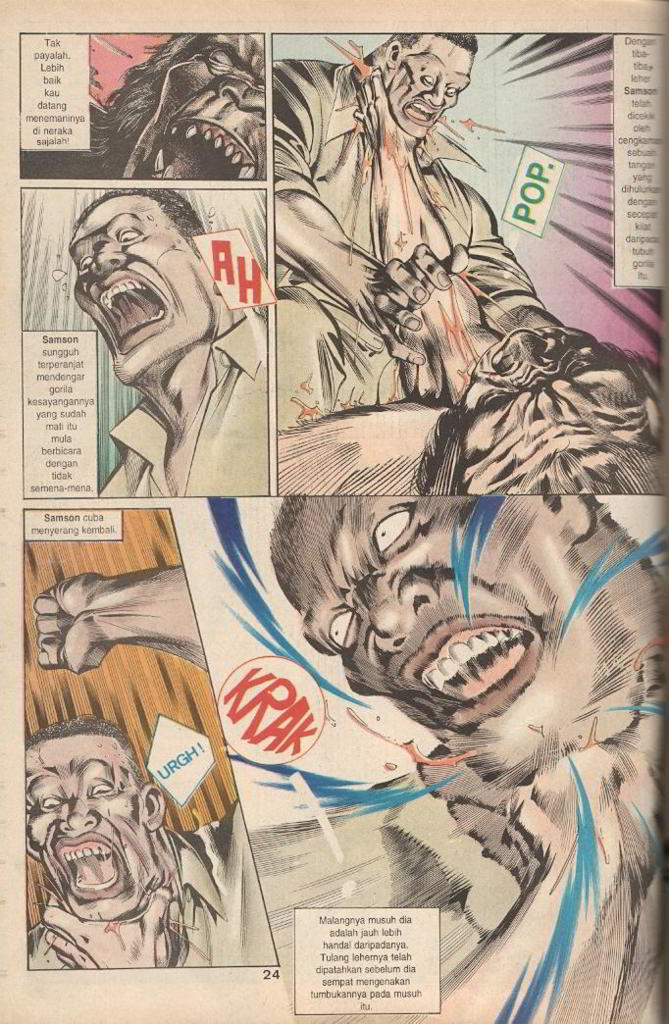 Tak
payalah.
Lebih
baik
kau
datang
menemaninya
di neraka
sajalah!
Dengan
tiba-
tiba,
leher
Samson
telah
dicekik
oleh
cengkaman
sebuah
tangan
yang
dihulurkan
dengan
secepat
kilat
daripada
tubuh
gorila
itu.
POP.
AH
Samson
sungguh
terperanjat
mendengar
gorila
kesayangannya
yang sudah
mati itu
mula
berbicara
dengan
tidak
semena-mena.
Samson cuba
menyerang kembali.
URGH!
KRAK
Malangnya musuh dia
adalah jauh lebih
handal daripadanya.
Tulang lehernya telah
dipatahkan sebelum dia
sempat mengenakan
tumbukannya pada musuh
itu.
24